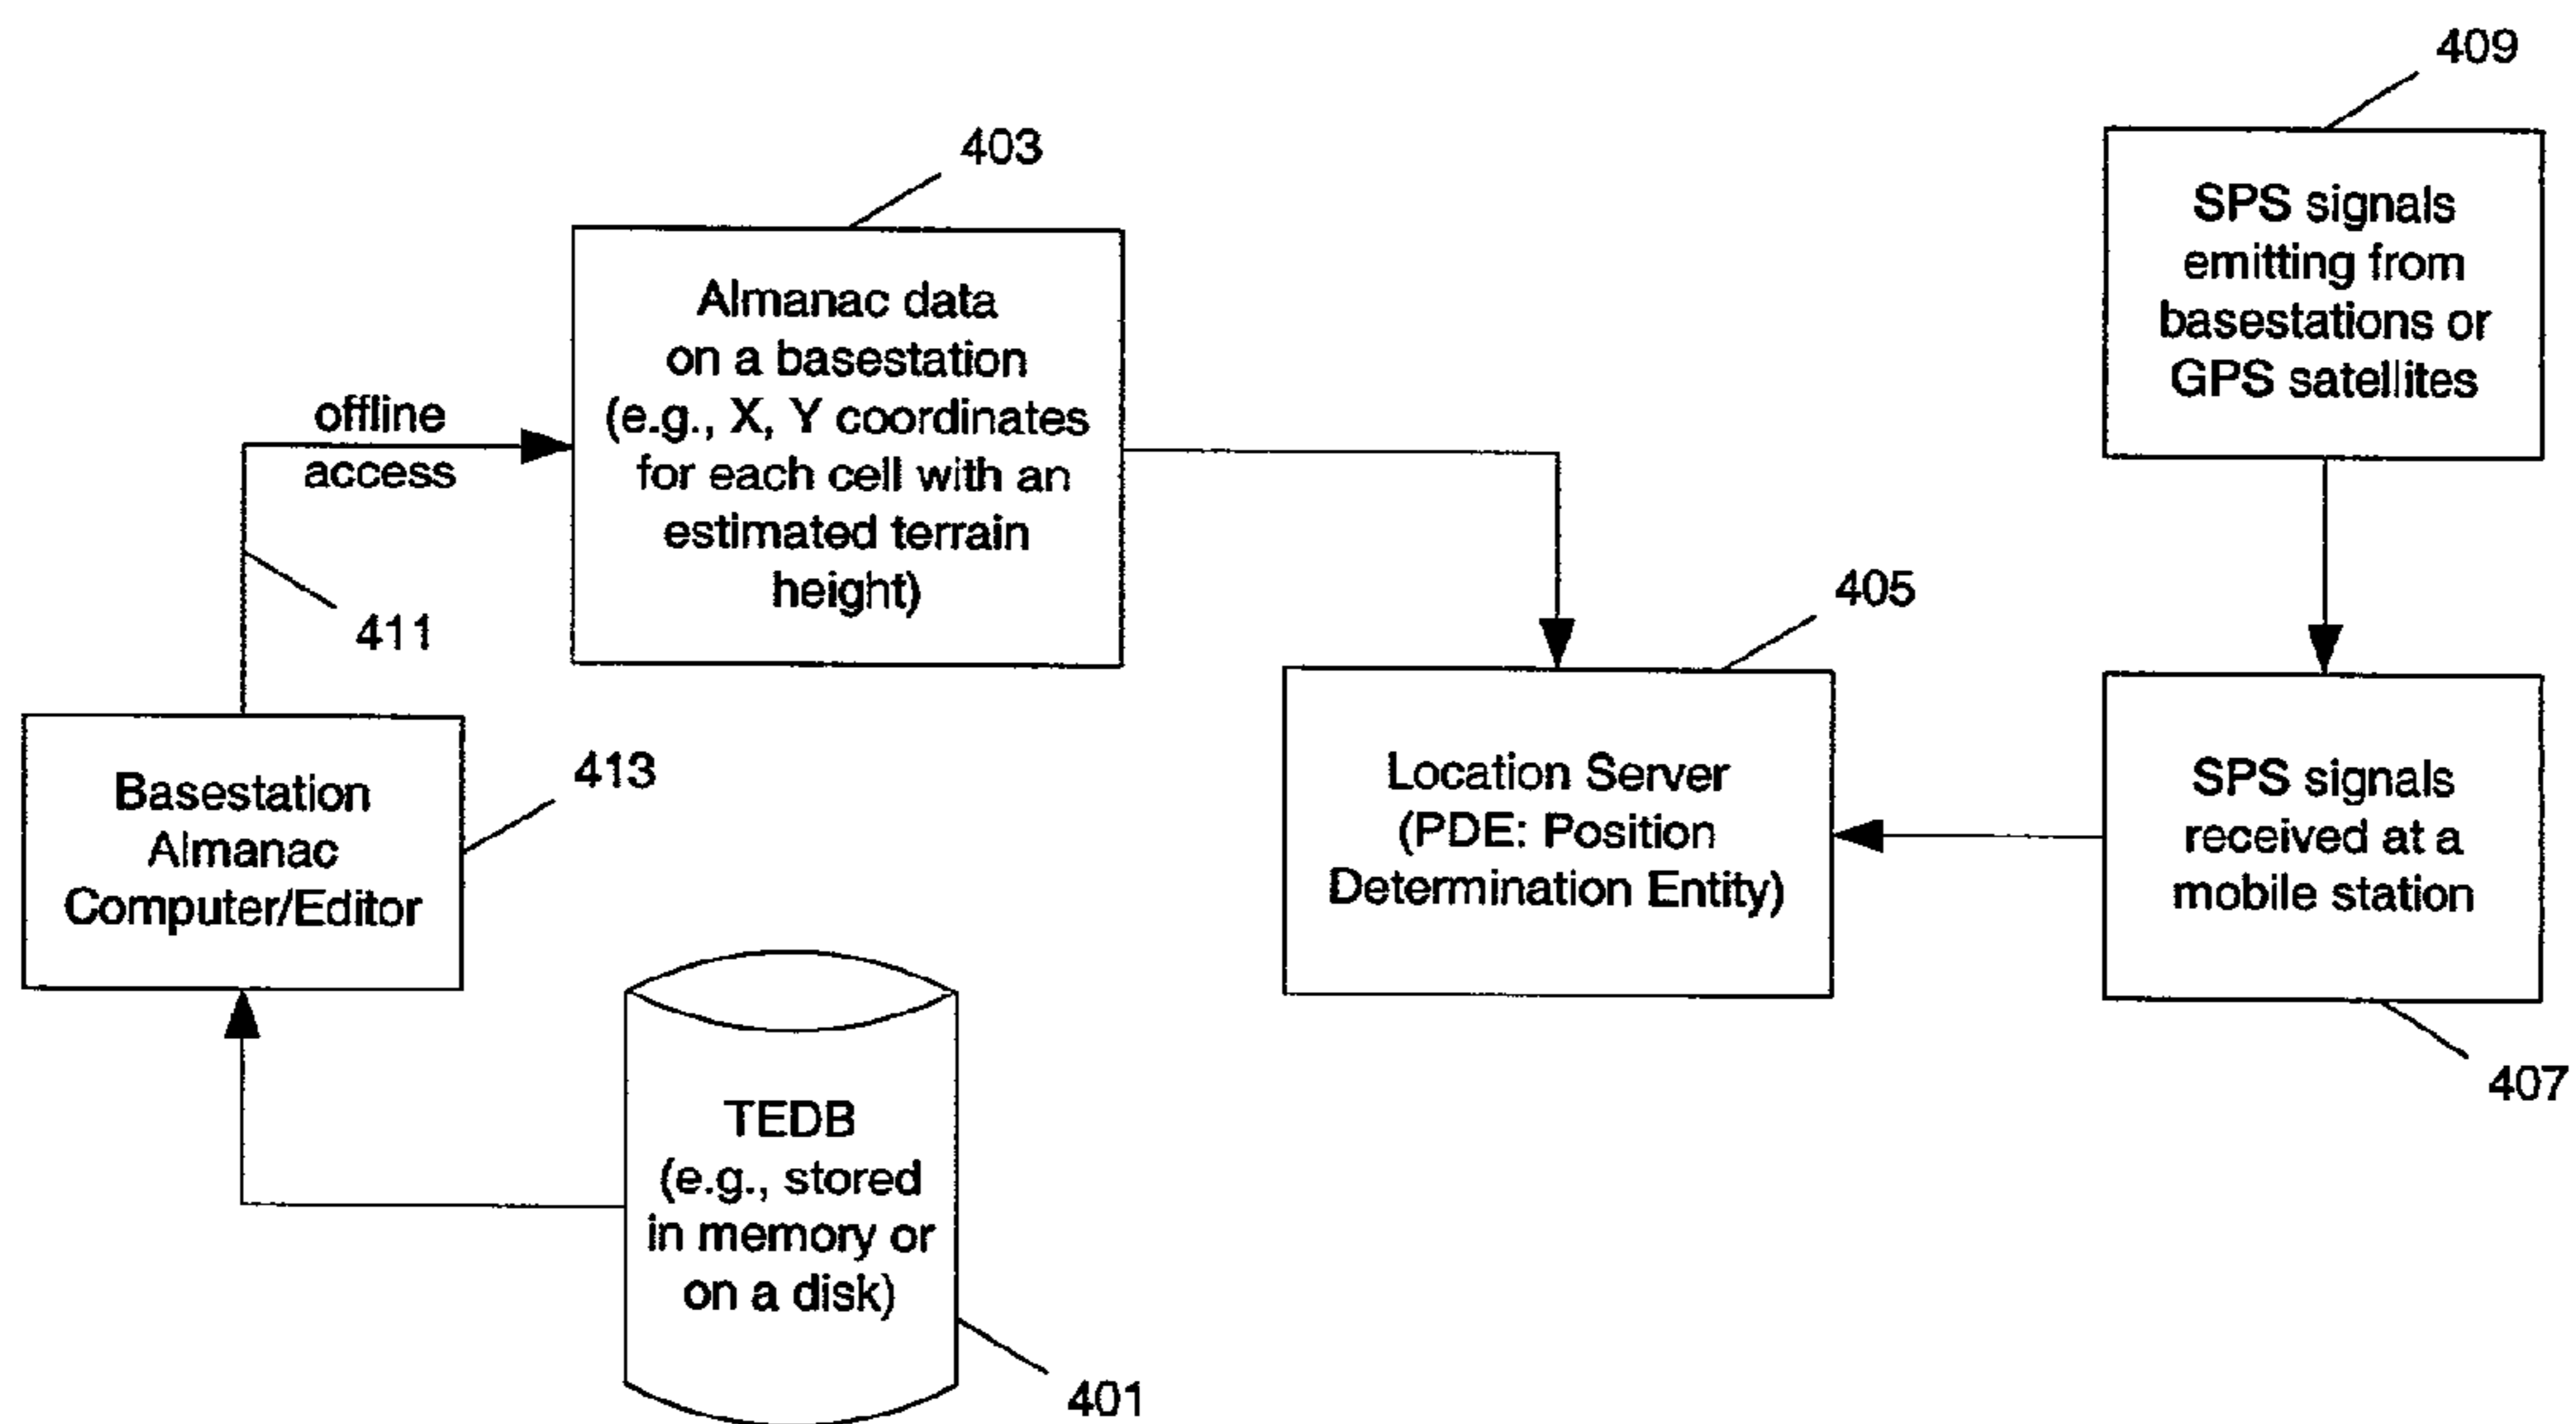 409
SPS signals
emitting from
basestations or
GPS satellites
403
Almanac data
on a basestation
(e.g., X, Y coordinates
for each cell with an
estimated terrain
height)
offline
access
411
405
Location Server
(PDE: Position
Determination Entity)
SPS signals
received at a
mobile station
407
413
Basestation
Almanac
Computer/Editor
TEDB
(e.g., stored
in memory or
on a disk)
401